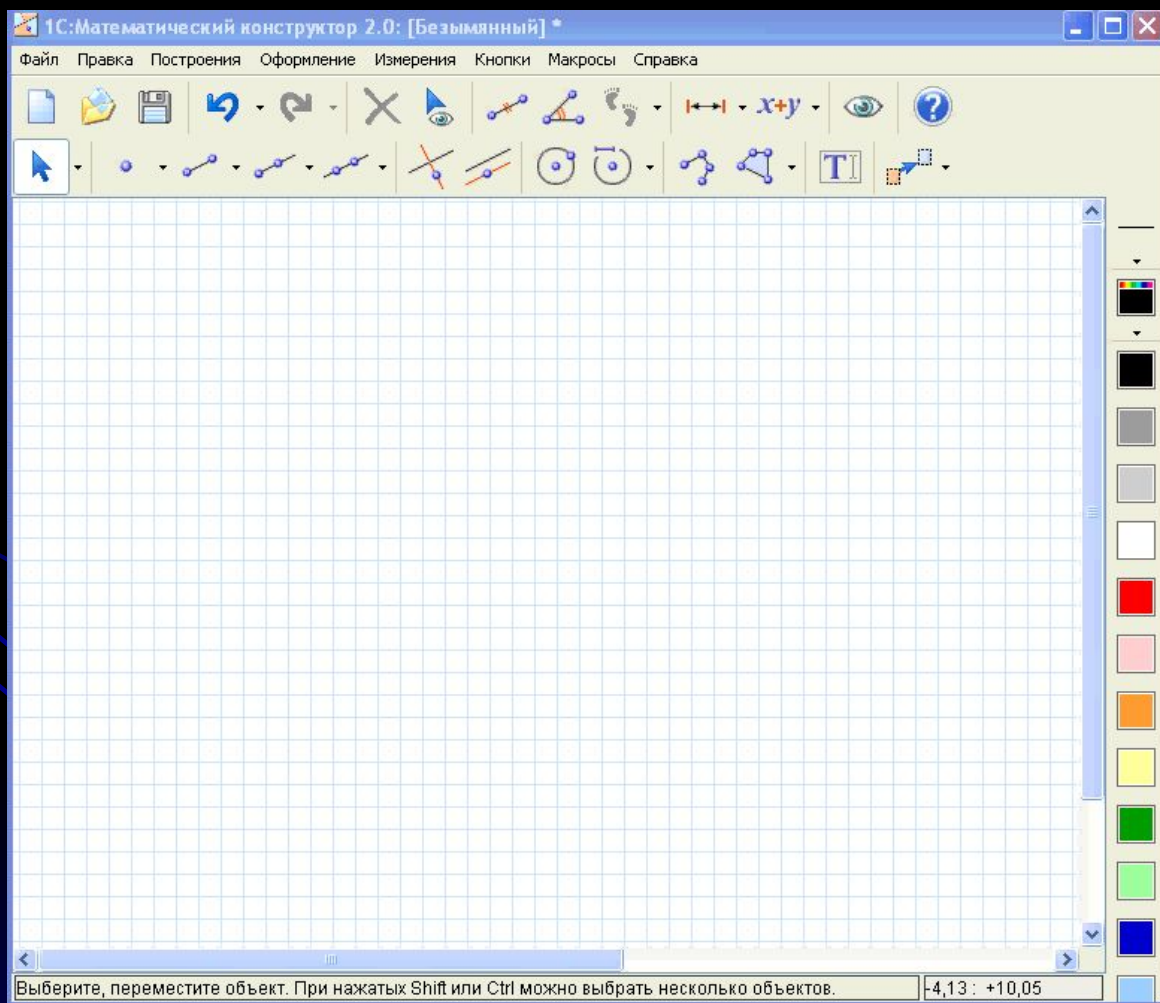 1С:Математический конструктор 2.0: [Безымянный] *
Файл Правка Построения Оформление Измерения Кнопки Макросы Справка
x+y
?
T
Выберите, переместите объект. При нажатых Shift или Ctrl можно выбрать несколько объектов.
-4,13 : +10,05